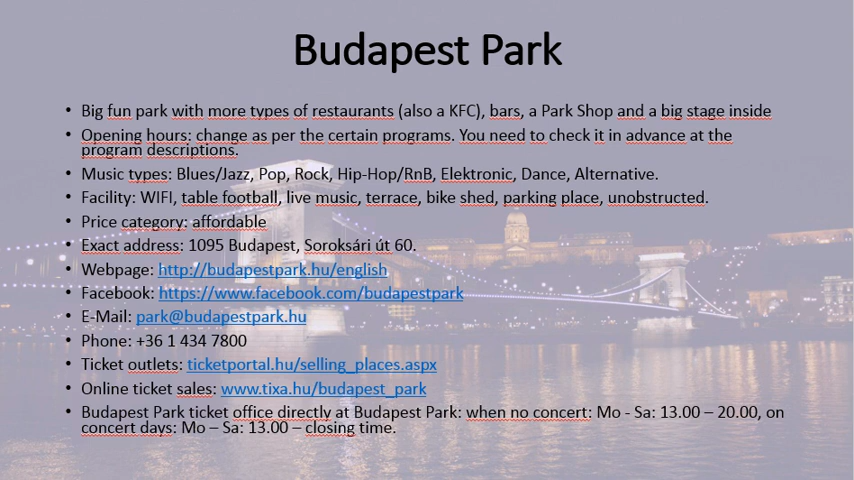 Budapest Park
• Big fun park with more types of restaurants (also a KFC), bars, a Park Shop and a big stage inside
• Opening hours: change as per the certain programs. You need to check it in advance at the
program descriptions.
• Music types: Blues/Jazz, Pop, Rock, Hip-Hop/RnB, Elektronic, Dance, Alternative.
• Facility: WIFI, table football, live music, terrace, bike shed, parking place, unobstructed.
• Price category: affordable
• Exact address: 1095 Budapest, Soroksári út 60.
• Webpage: http://budapestpark.hu/english
• Facebook: https://www.facebook.com/budapestpark
• E-Mail: park@budapestpark.hu
• Phone: +36 1 434 7800
• Ticket outlets: ticketportal.hu/selling_places.aspx
• Online ticket sales: www.tixa.hu/budapest_park
• Budapest Park ticket office directly at Budapest Park: when no concert: Mo - Sa: 13.00 – 20.00, on
concert days: Mo – Sa: 13.00 – closing time.